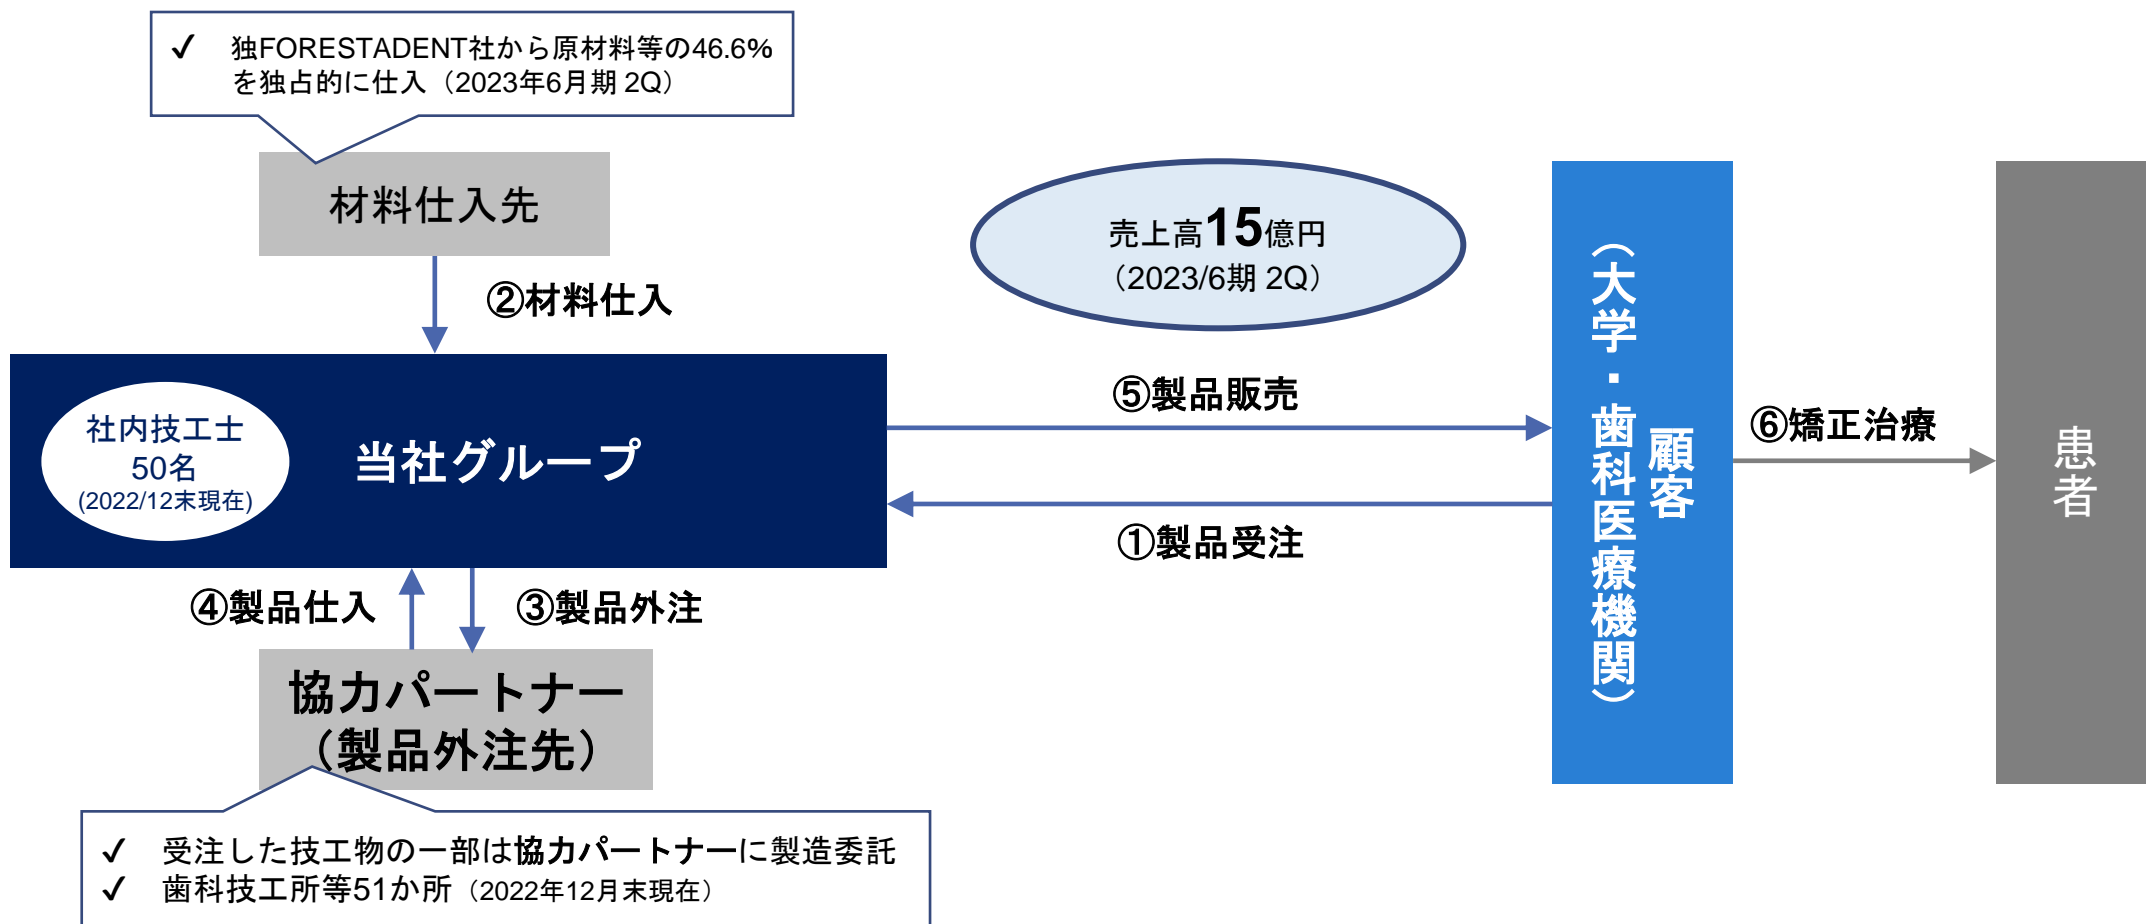 ✓ 独FORESTADENT社から原材料等の46.6%
を独占的に仕入（2023年6月期 2Q）
材料仕入先
②材料仕入
売上高15億円
（2023/6期 2Q）
社内技工士
50名
(2022/12末現在)
当社グループ
⑤製品販売
①製品受注
顧客
（大学・歯科医療機関）
⑥矯正治療
患者
④製品仕入
③製品外注
協力パートナー
（製品外注先）
✓ 受注した技工物の一部は協力パートナーに製造委託
✓ 歯科技工所等51か所（2022年12月末現在）